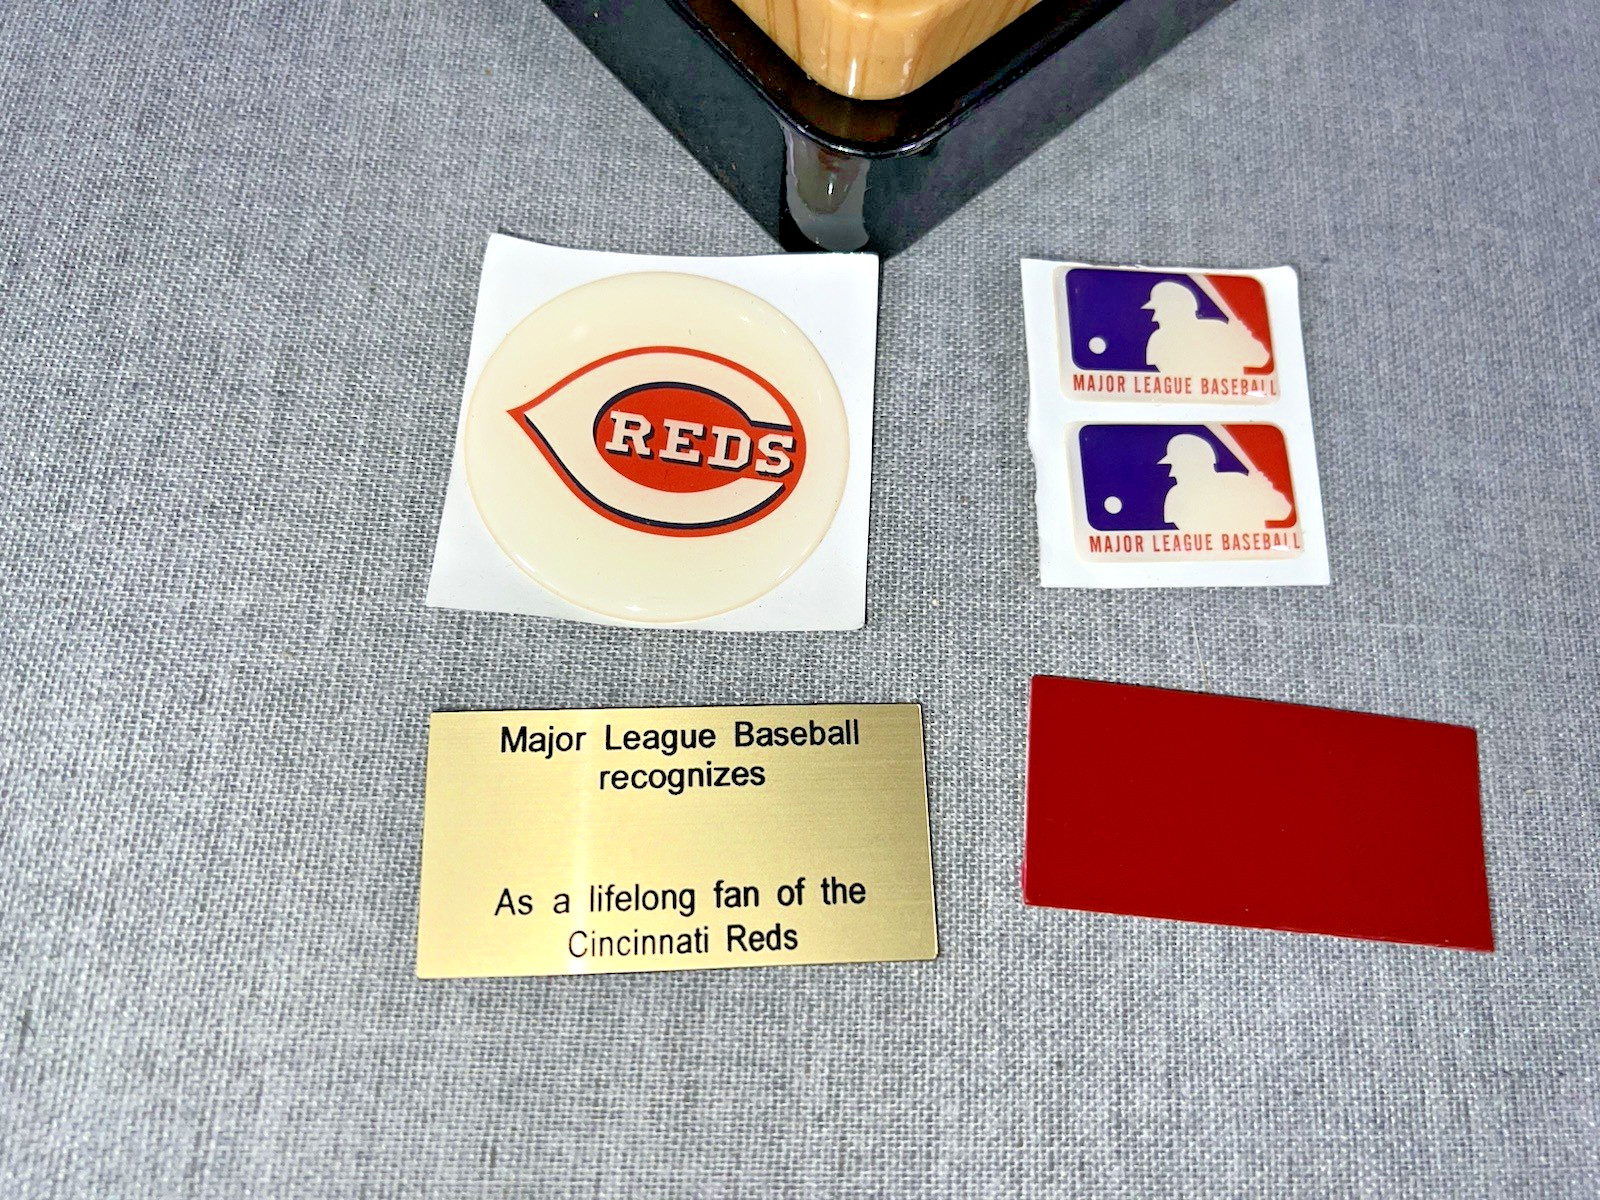 REDS
MAJOR LEAGUE BASEBALL
MAJOR LEAGUE BASEBALL
Major League Baseball
recognizes
As a lifelong fan of the
Cincinnati Reds